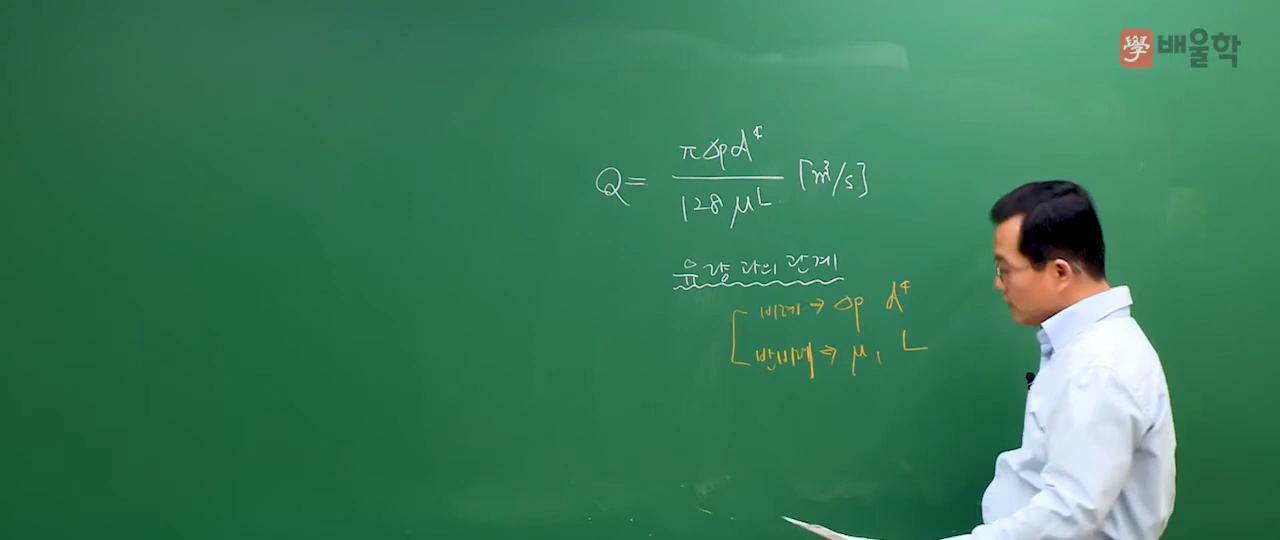 學 배울학
Q = πΔpd⁴ / 128μL [m³/s]
유량과의 관계
비례 → Δp d⁴
반비례 ⇒ μ, L